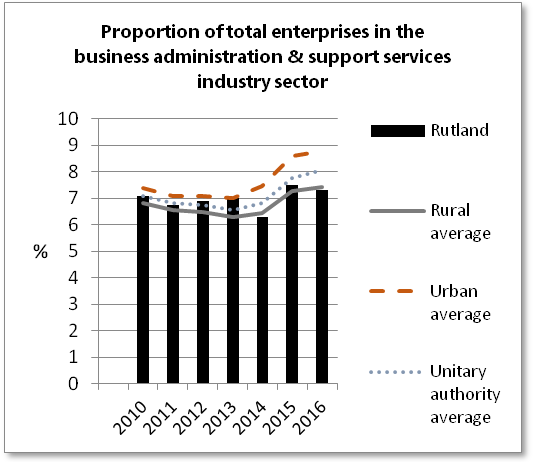 Proportion of total enterprises in the
business administration & support services
industry sector
10
9
8
7
6
5
4
3
2
1
0
%
2010
2011
2012
2013
2014
2015
2016
Rutland
Rural
average
Urban
average
Unitary
authority
average